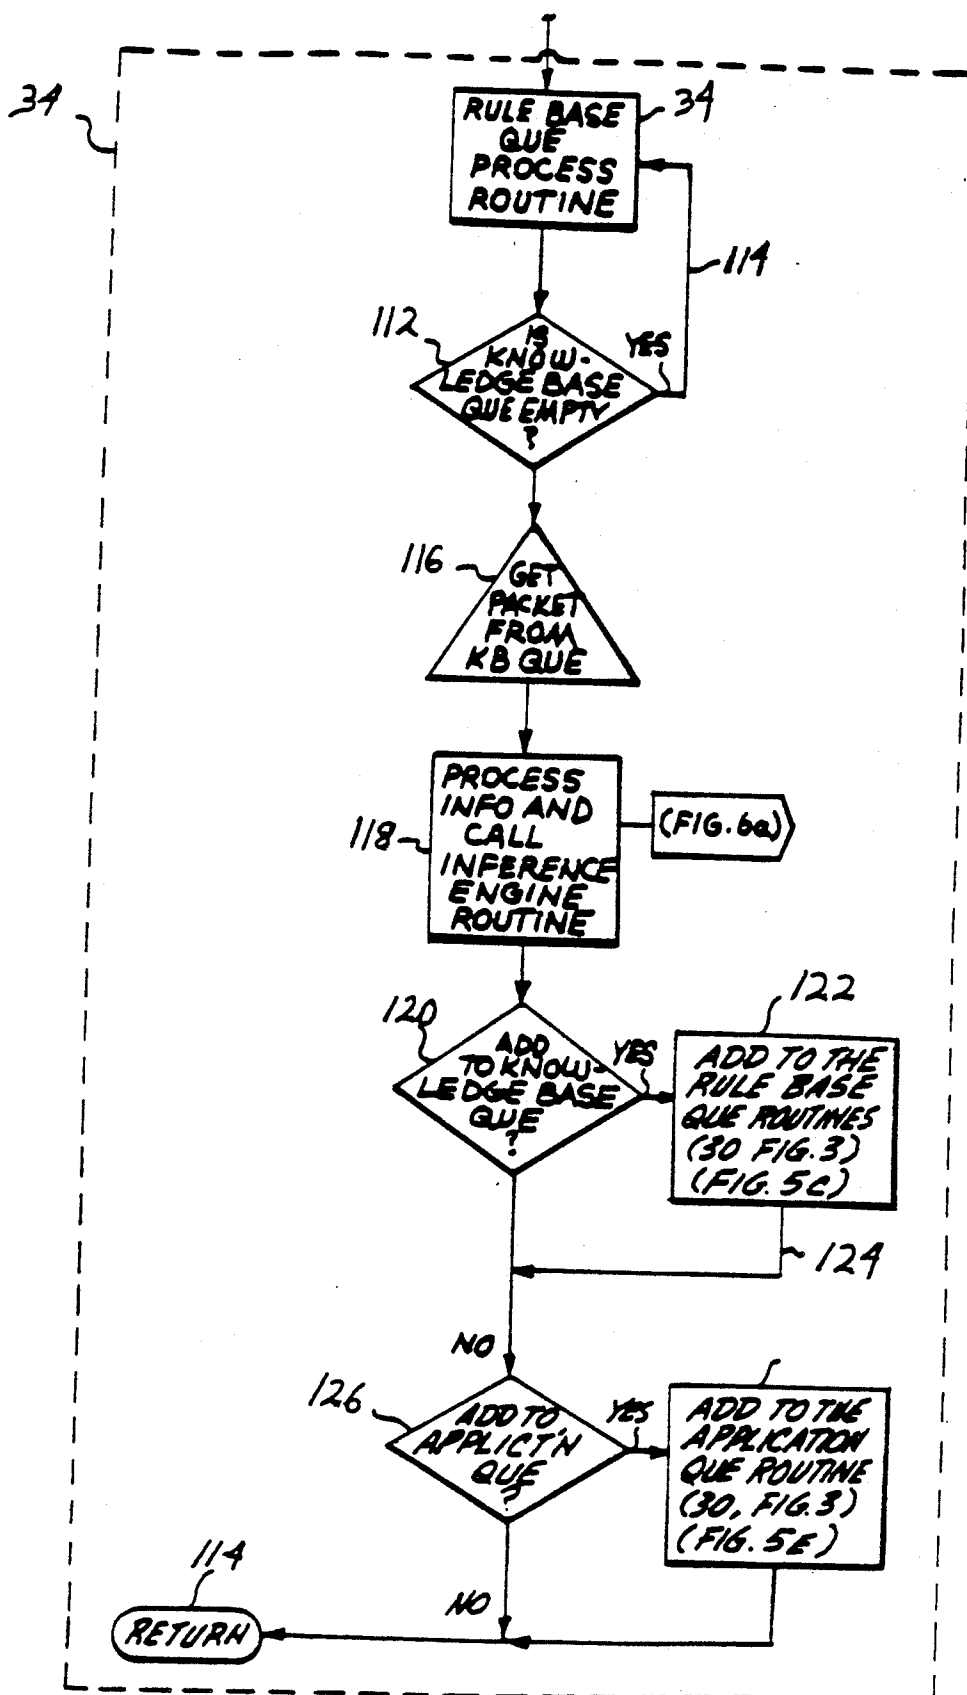 34
RULE BASE
QUE
PROCESS
ROUTINE
34
114
112
IS
KNOW-
LEDGE BASE
QUE EMPTY
?
YES
116
GET
PACKET
FROM
KB QUE
118
PROCESS
INFO AND
CALL
INFERENCE
ENGINE
ROUTINE
(FIG. 6a)
120
ADD
TO KNOW-
LEDGE BASE
QUE
?
YES
122
ADD TO THE
RULE BASE
QUE ROUTINES
(30 FIG. 3)
(FIG. 5C)
124
NO
126
ADD TO
APPLICT'N
QUE
?
YES
ADD TO THE
APPLICATION
QUE ROUTINE
(30, FIG. 3)
(FIG. 5E)
NO
114
RETURN